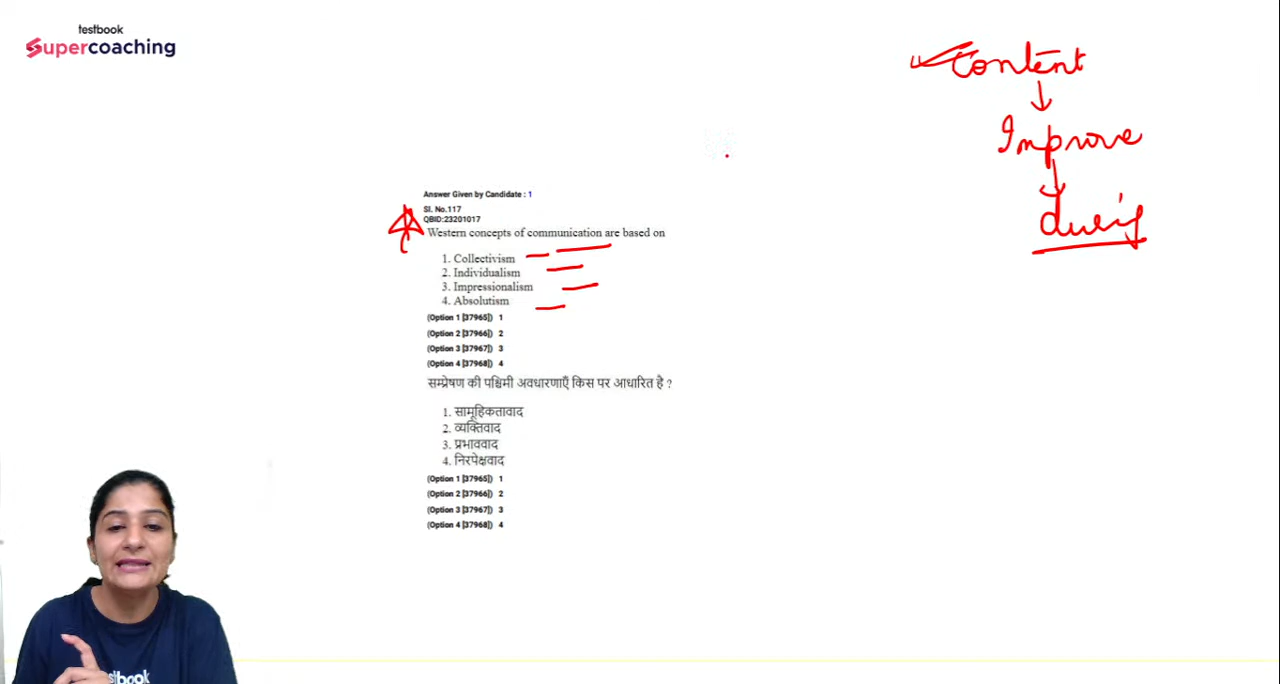 testbook
Supercoaching
Content
Improve
Answer Given by Candidate : 1
Sl. No.117
QBID:23201017
Western concepts of communication are based on
1. Collectivism
2. Individualism
3. Impressionalism
4. Absolutism
(Option 1 [37965]) 1
(Option 2 [37966]) 2
(Option 3 [37967]) 3
(Option 4 [37968]) 4
सम्प्रेषण की पश्चिमी अवधारणाएँ किस पर आधारित है ?
1. सामूहिकतावाद
2. व्यक्तिवाद
3. प्रभाववाद
4. निरपेक्षवाद
(Option 1 [37965]) 1
(Option 2 [37966]) 2
(Option 3 [37967]) 3
(Option 4 [37968]) 4